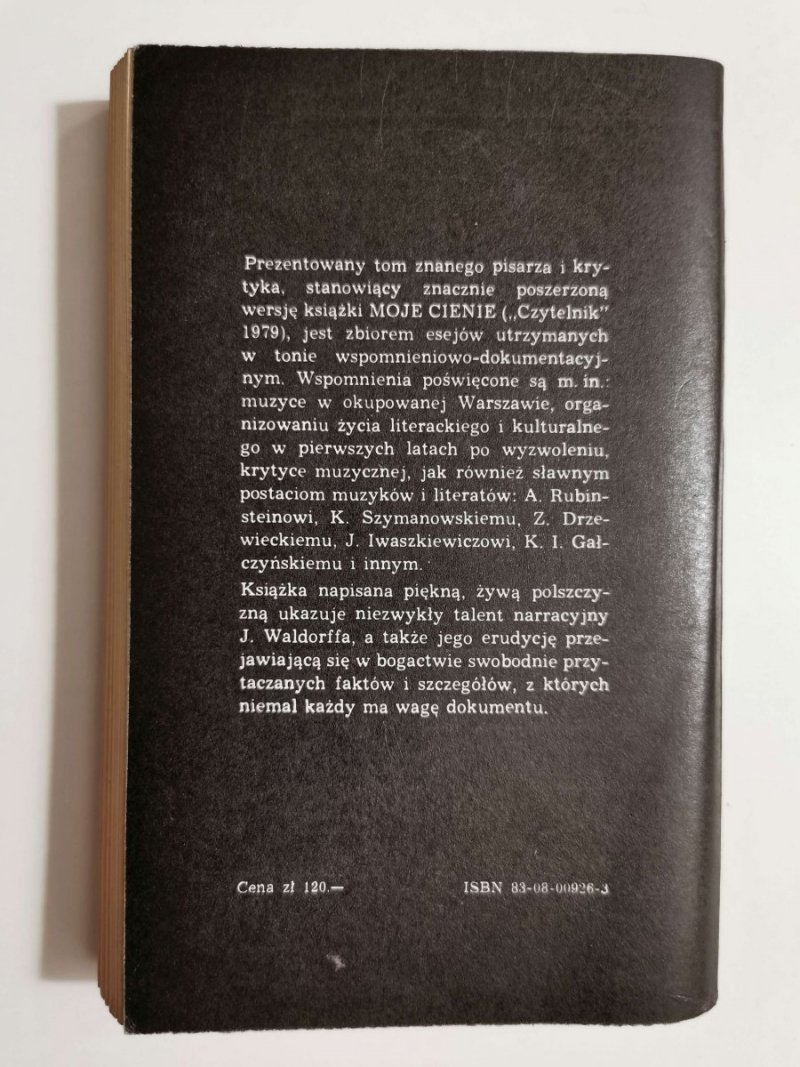 Prezentowany tom znanego pisarza i kry-
tyka, stanowiący znacznie poszerzoną
wersję książki MOJE CIENIE („Czytelnik”
1979), jest zbiorem esejów utrzymanych
w tonie wspomnieniowo-dokumentacyj-
nym. Wspomnienia poświęcone są m. in.:
muzyce w okupowanej Warszawie, orga-
nizowaniu życia literackiego i kulturalne-
go w pierwszych latach po wyzwoleniu,
krytyce muzycznej, jak również sławnym
postaciom muzyków i literatów: A. Rubin-
steinowi, K. Szymanowskiemu, Z. Drze-
wieckiemu, J. Iwaszkiewiczowi, K. I. Gał-
czyńskiemu i innym.
Książka napisana piękną, żywą polszczy-
zną ukazuje niezwykły talent narracyjny
J. Waldorffa, a także jego erudycję prze-
jawiającą się w bogactwie swobodnie przy-
taczanych faktów i szczegółów, z których
niemal każdy ma wagę dokumentu.
Cena zł 120.— ISBN 83-08-00926-3